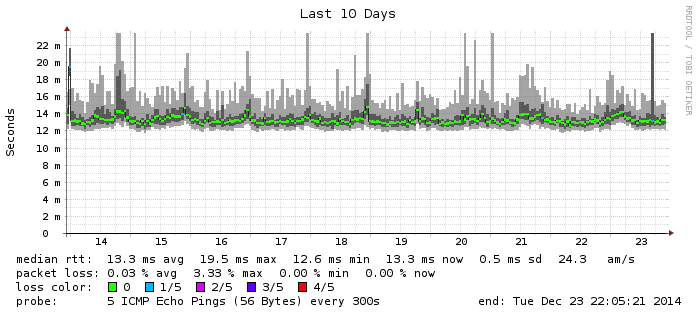 Last 10 Days
RRDTOOL / TOBI OETIKER
Seconds
22 m
20 m
18 m
16 m
14 m
12 m
10 m
8 m
6 m
4 m
2 m
0
14 15 16 17 18 19 20 21 22 23
median rtt: 13.3 ms avg 19.5 ms max 12.6 ms min 13.3 ms now 0.5 ms sd 24.3 am/s
packet loss: 0.03 % avg 3.33 % max 0.00 % min 0.00 % now
loss color: 0 1/5 2/5 3/5 4/5
probe: 5 ICMP Echo Pings (56 Bytes) every 300s end: Tue Dec 23 22:05:21 2014